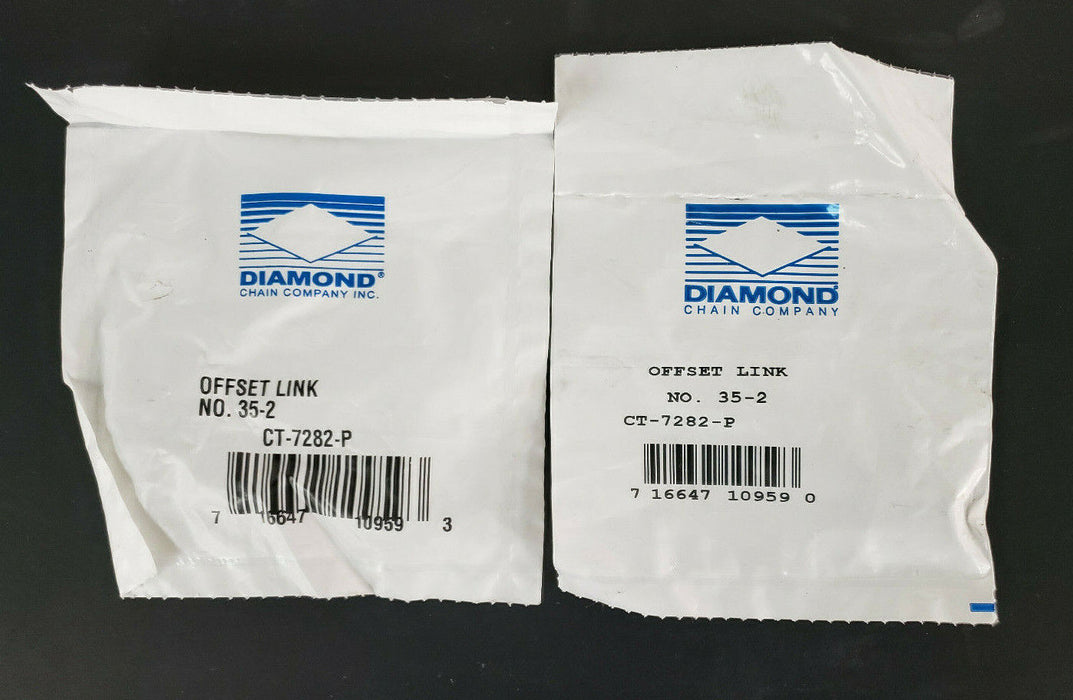 DIAMOND®
CHAIN COMPANY INC.
OFFSET LINK
NO. 35-2
CT-7282-P
7 16647 10959 3
DIAMOND®
CHAIN COMPANY
OFFSET LINK
NO. 35-2
CT-7282-P
7 16647 10959 0